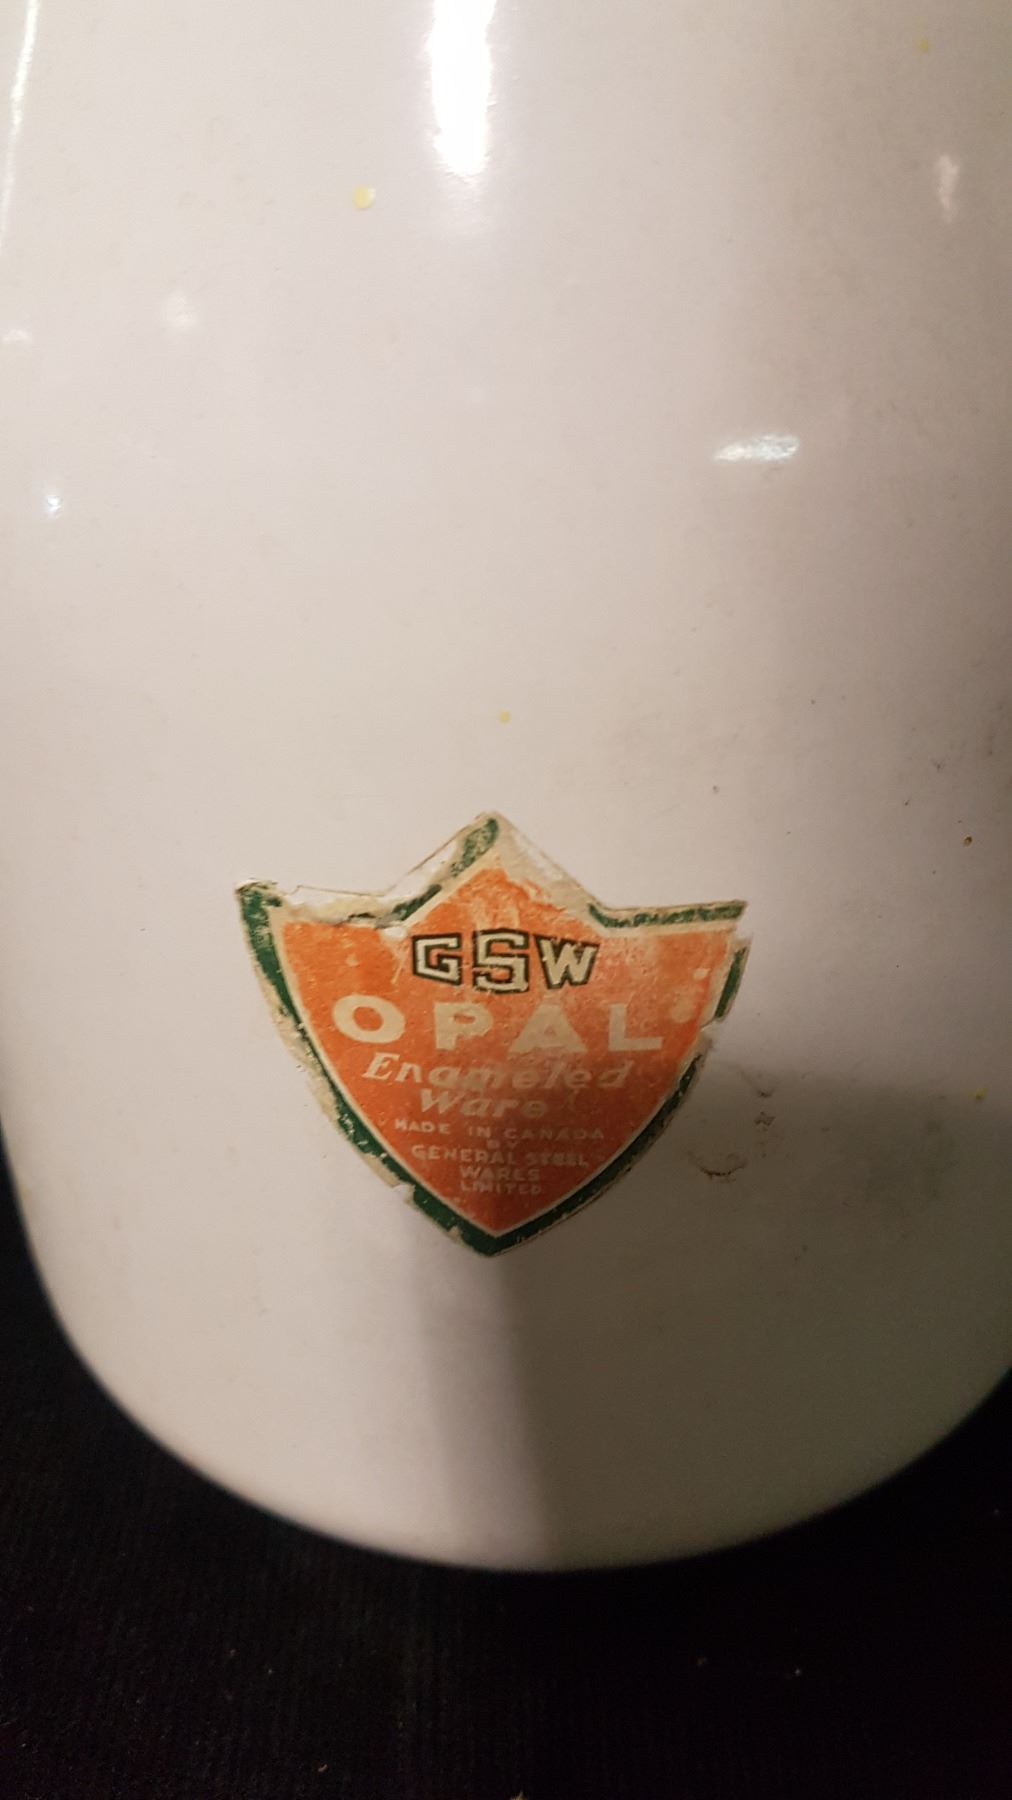 GSW
OPAL
Enameled
Ware
MADE IN CANADA
BY
GENERAL STEEL
WARES
LIMITED